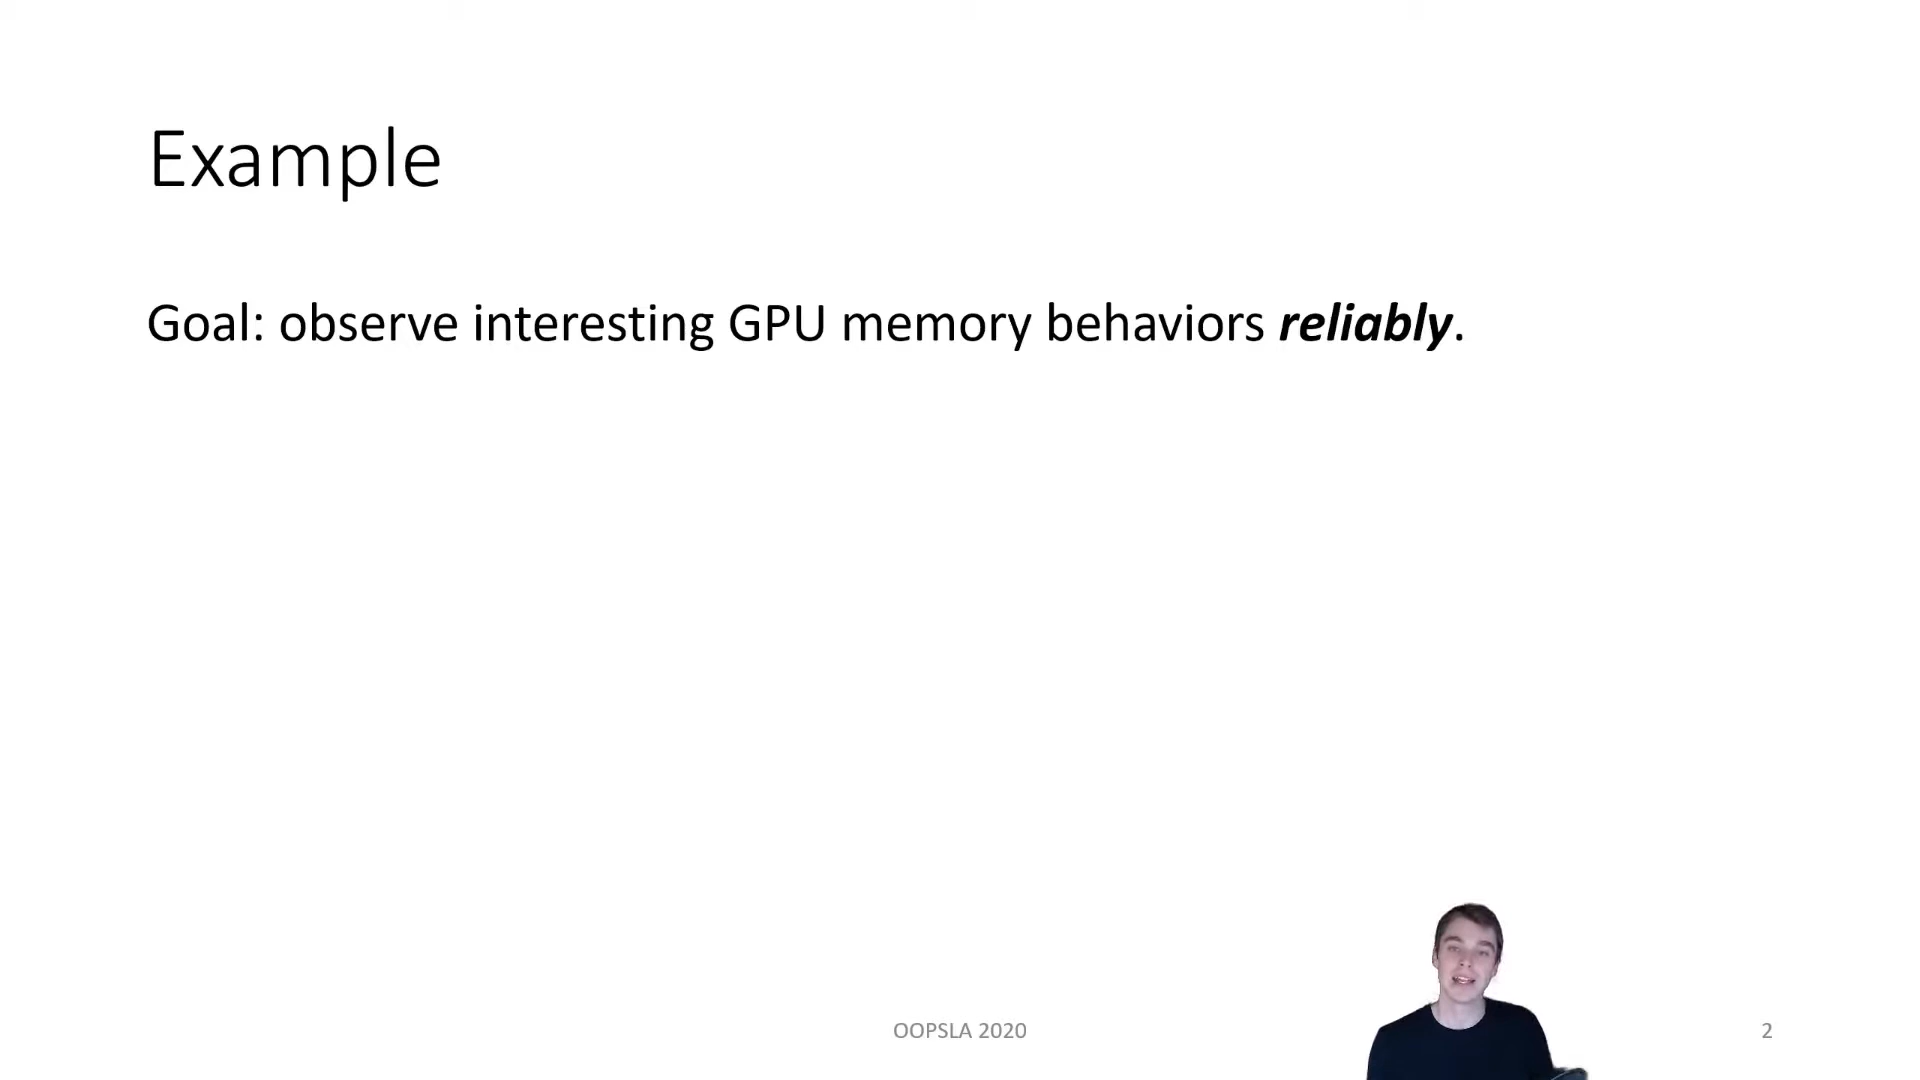 Example
Goal: observe interesting GPU memory behaviors reliably.
OOPSLA 2020
2